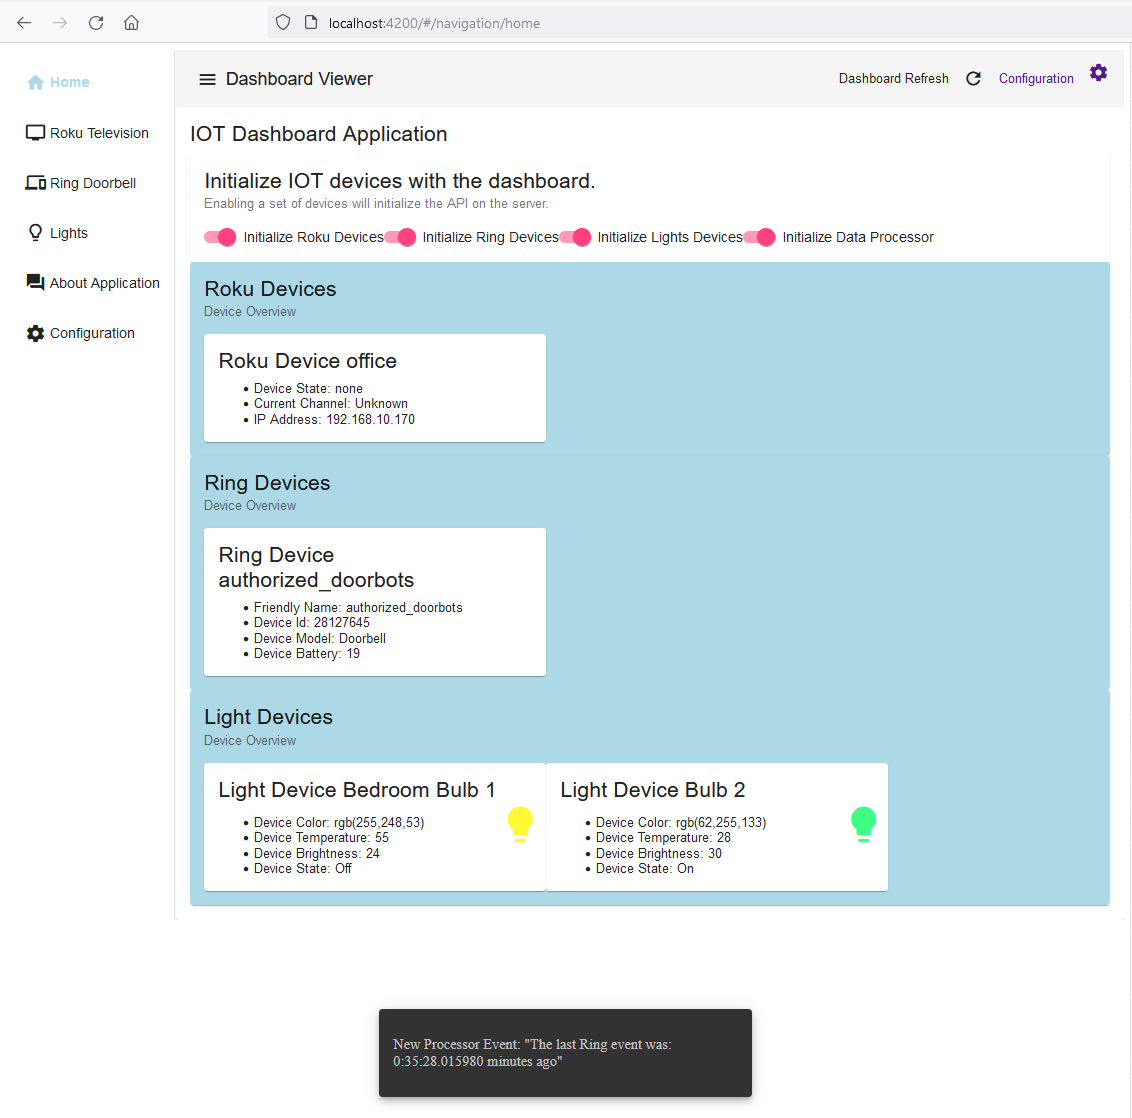 localhost:4200/#/navigation/home
Home
Roku Television
Ring Doorbell
Lights
About Application
Configuration
Dashboard Viewer
Dashboard Refresh
Configuration
IOT Dashboard Application
Initialize IOT devices with the dashboard.
Enabling a set of devices will initialize the API on the server.
Initialize Roku Devices Initialize Ring Devices Initialize Lights Devices Initialize Data Processor
Roku Devices
Device Overview
Roku Device office
• Device State: none
• Current Channel: Unknown
• IP Address: 192.168.10.170
Ring Devices
Device Overview
Ring Device
authorized_doorbots
• Friendly Name: authorized_doorbots
• Device Id: 28127645
• Device Model: Doorbell
• Device Battery: 19
Light Devices
Device Overview
Light Device Bedroom Bulb 1
• Device Color: rgb(255,248,53)
• Device Temperature: 55
• Device Brightness: 24
• Device State: Off
Light Device Bulb 2
• Device Color: rgb(62,255,133)
• Device Temperature: 28
• Device Brightness: 30
• Device State: On
New Processor Event: "The last Ring event was:
0:35:28.015980 minutes ago"